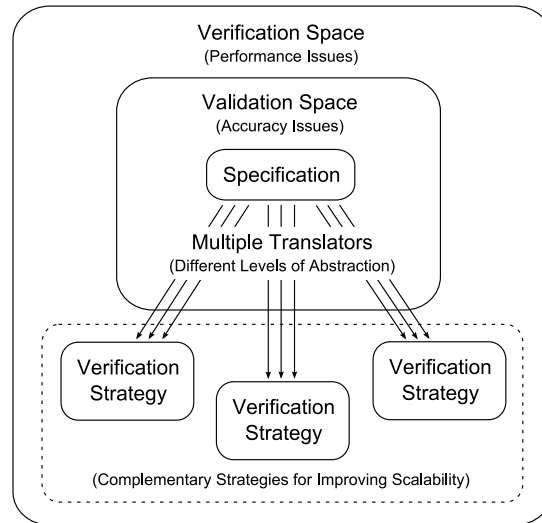 Verification Space
(Performance Issues)
Validation Space
(Accuracy Issues)
Specification
Multiple Translators
(Different Levels of Abstraction)
Verification
Strategy
Verification
Strategy
Verification
Strategy
(Complementary Strategies for Improving Scalability)